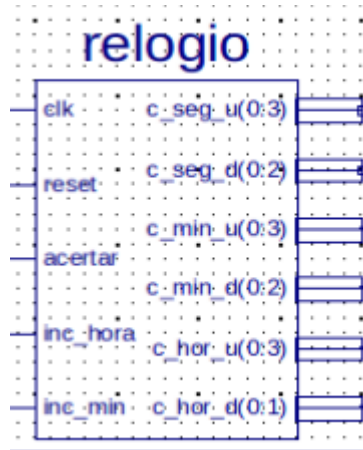 relogio
clk c_seg_u(0:3)
c_seg_d(0:2)
reset
c_min_u(0:3)
acertar
c_min_d(0:2)
inc_hora
c_hor_u(0:3)
inc_min c_hor_d(0:1)